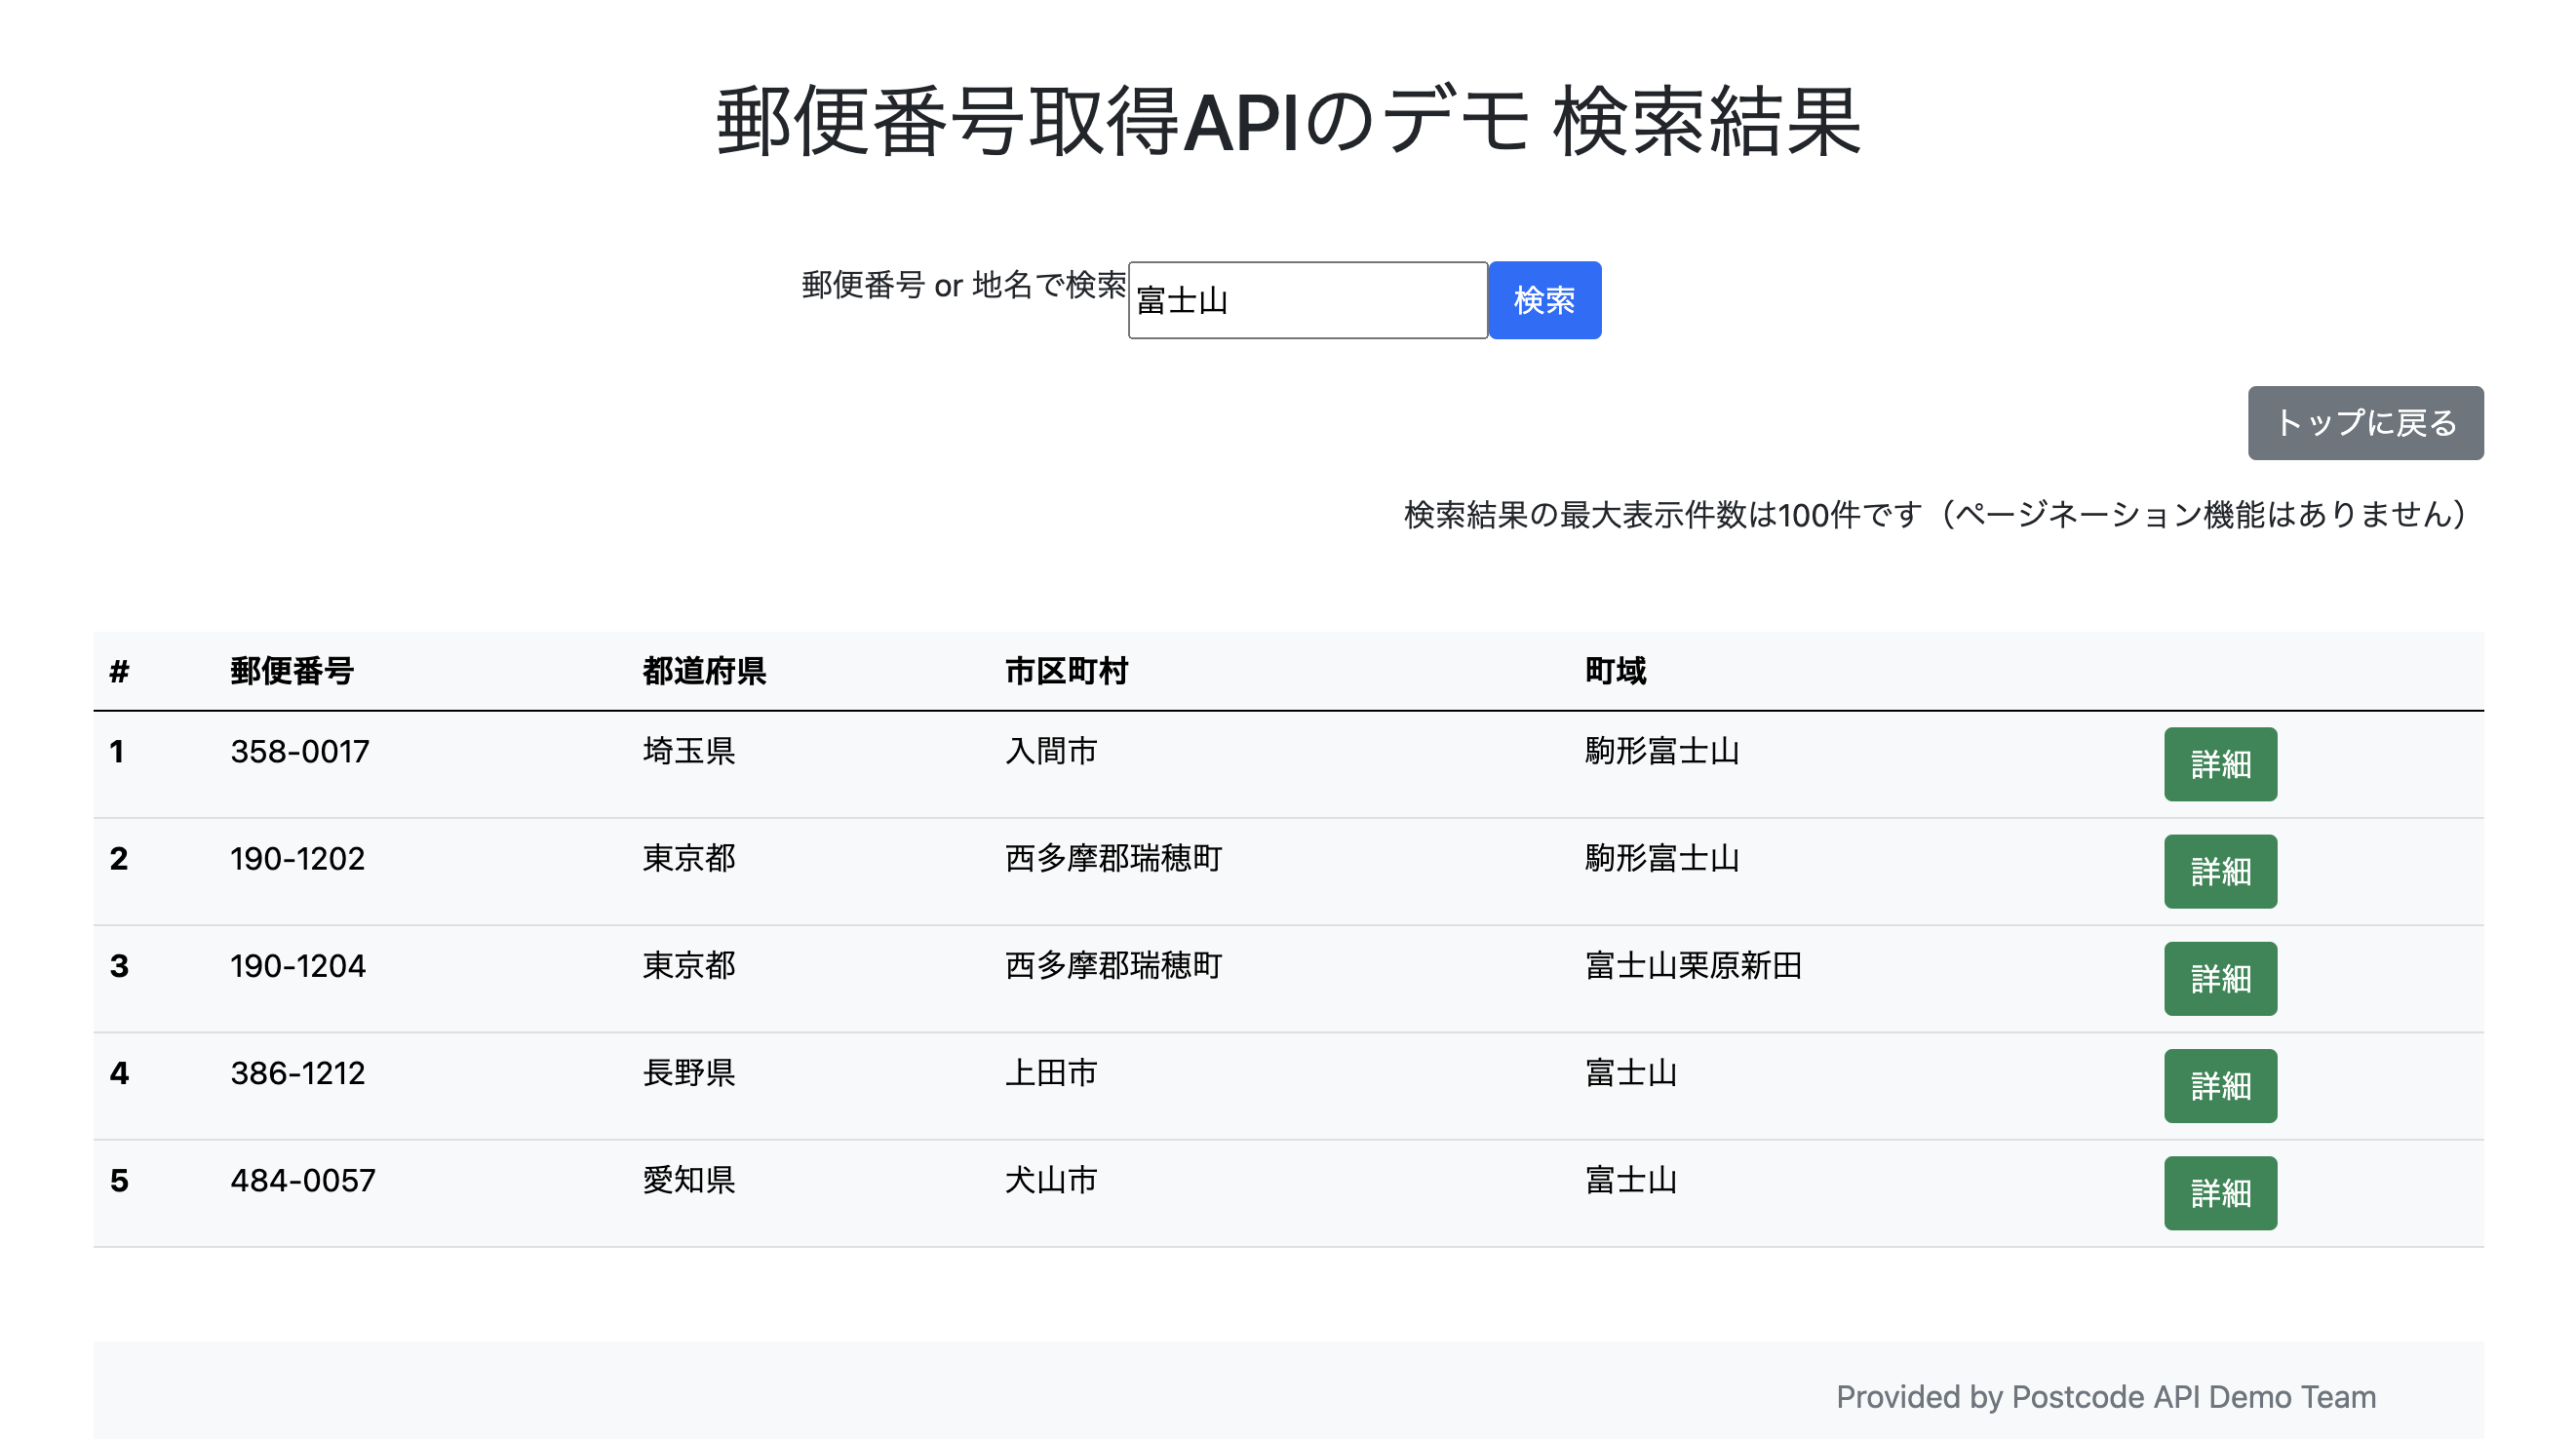 郵便番号取得APIのデモ 検索結果
郵便番号 or 地名で検索 富士山 検索
トップに戻る
検索結果の最大表示件数は100件です（ページネーション機能はありません）
# 郵便番号 都道府県 市区町村 町域
1 358-0017 埼玉県 入間市 駒形富士山 詳細
2 190-1202 東京都 西多摩郡瑞穂町 駒形富士山 詳細
3 190-1204 東京都 西多摩郡瑞穂町 富士山栗原新田 詳細
4 386-1212 長野県 上田市 富士山 詳細
5 484-0057 愛知県 犬山市 富士山 詳細
Provided by Postcode API Demo Team